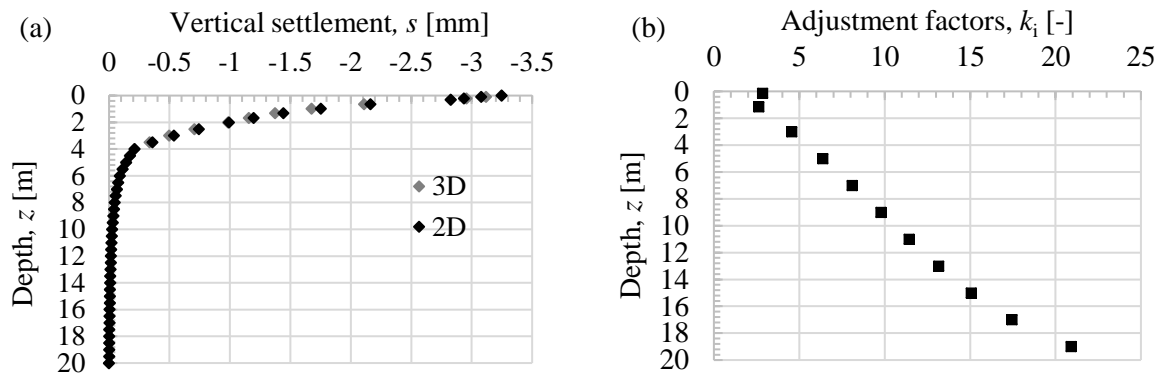 (a)
Vertical settlement, s [mm]
0 -0.5 -1 -1.5 -2 -2.5 -3 -3.5
0
2
4
6
8
10
12
14
16
18
20
Depth, z [m]
3D
2D
(b)
Adjustment factors, ki [-]
0 5 10 15 20 25
0
2
4
6
8
10
12
14
16
18
20
Depth, z [m]